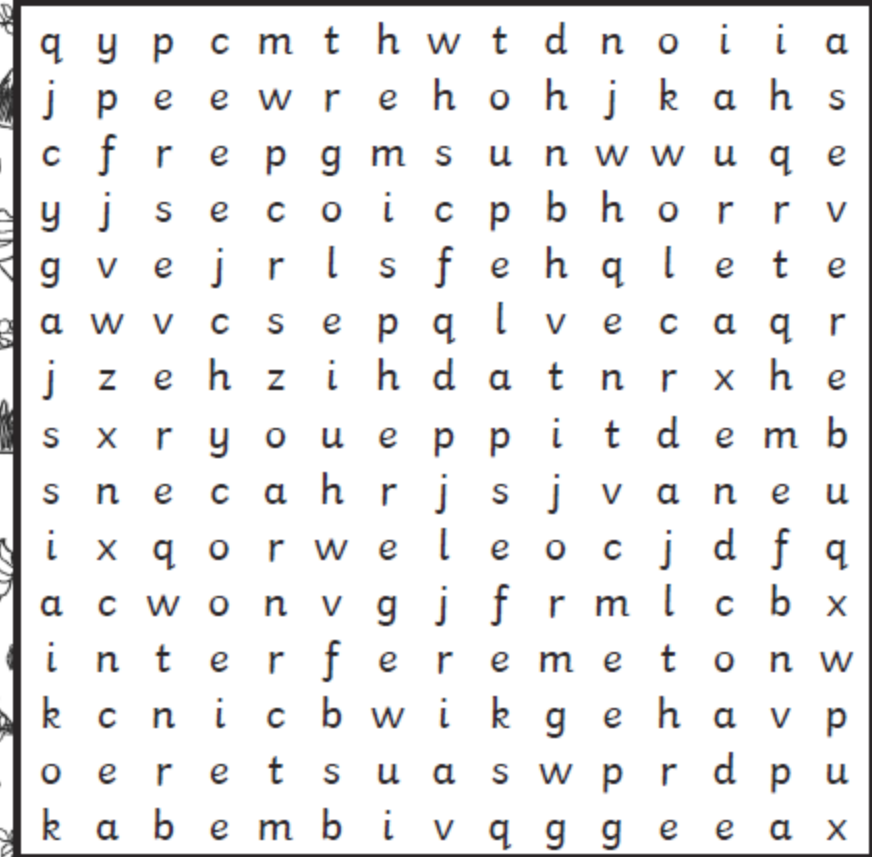 q y p c m t h w t d n o i i a
j p e e w r e h o h j k a h s
c f r e p g m s u n w w u q e
y j s e c o i c p b h o r r v
g v e j r l s f e h q l e t e
a w v c s e p q l v e c a q r
j z e h z i h d a t n r x h e
s x r y o u e p p i t d e m b
s n e c a h r j s j v a n e u
i x q o r w e l e o c j d f q
a c w o n v g j f r m l c b x
i n t e r f e r e m e t o n w
k c n i c b w i k g e h a v p
o e r e t s u a s w p r d p u
k a b e m b i v q g g e e a x